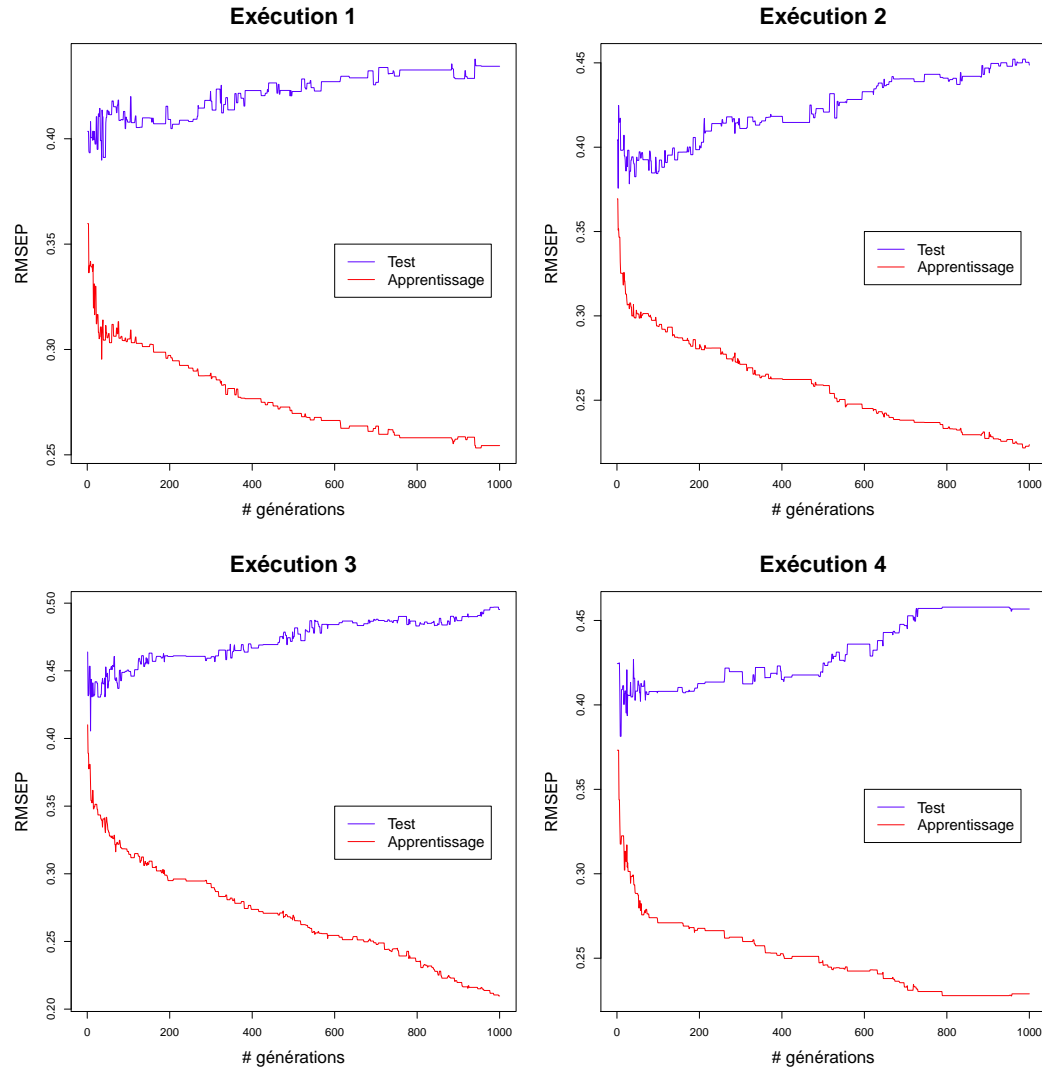 Exécution 1
RMSEP
0.40
0.35
0.30
0.25
Test
Apprentissage
0
200
400
600
800
1000
# générations
Exécution 2
RMSEP
0.45
0.40
0.35
0.30
0.25
Test
Apprentissage
0
200
400
600
800
1000
# générations
Exécution 3
RMSEP
0.50
0.45
0.40
0.35
0.30
0.25
0.20
Test
Apprentissage
0
200
400
600
800
1000
# générations
Exécution 4
RMSEP
0.45
0.40
0.35
0.30
0.25
Test
Apprentissage
0
200
400
600
800
1000
# générations